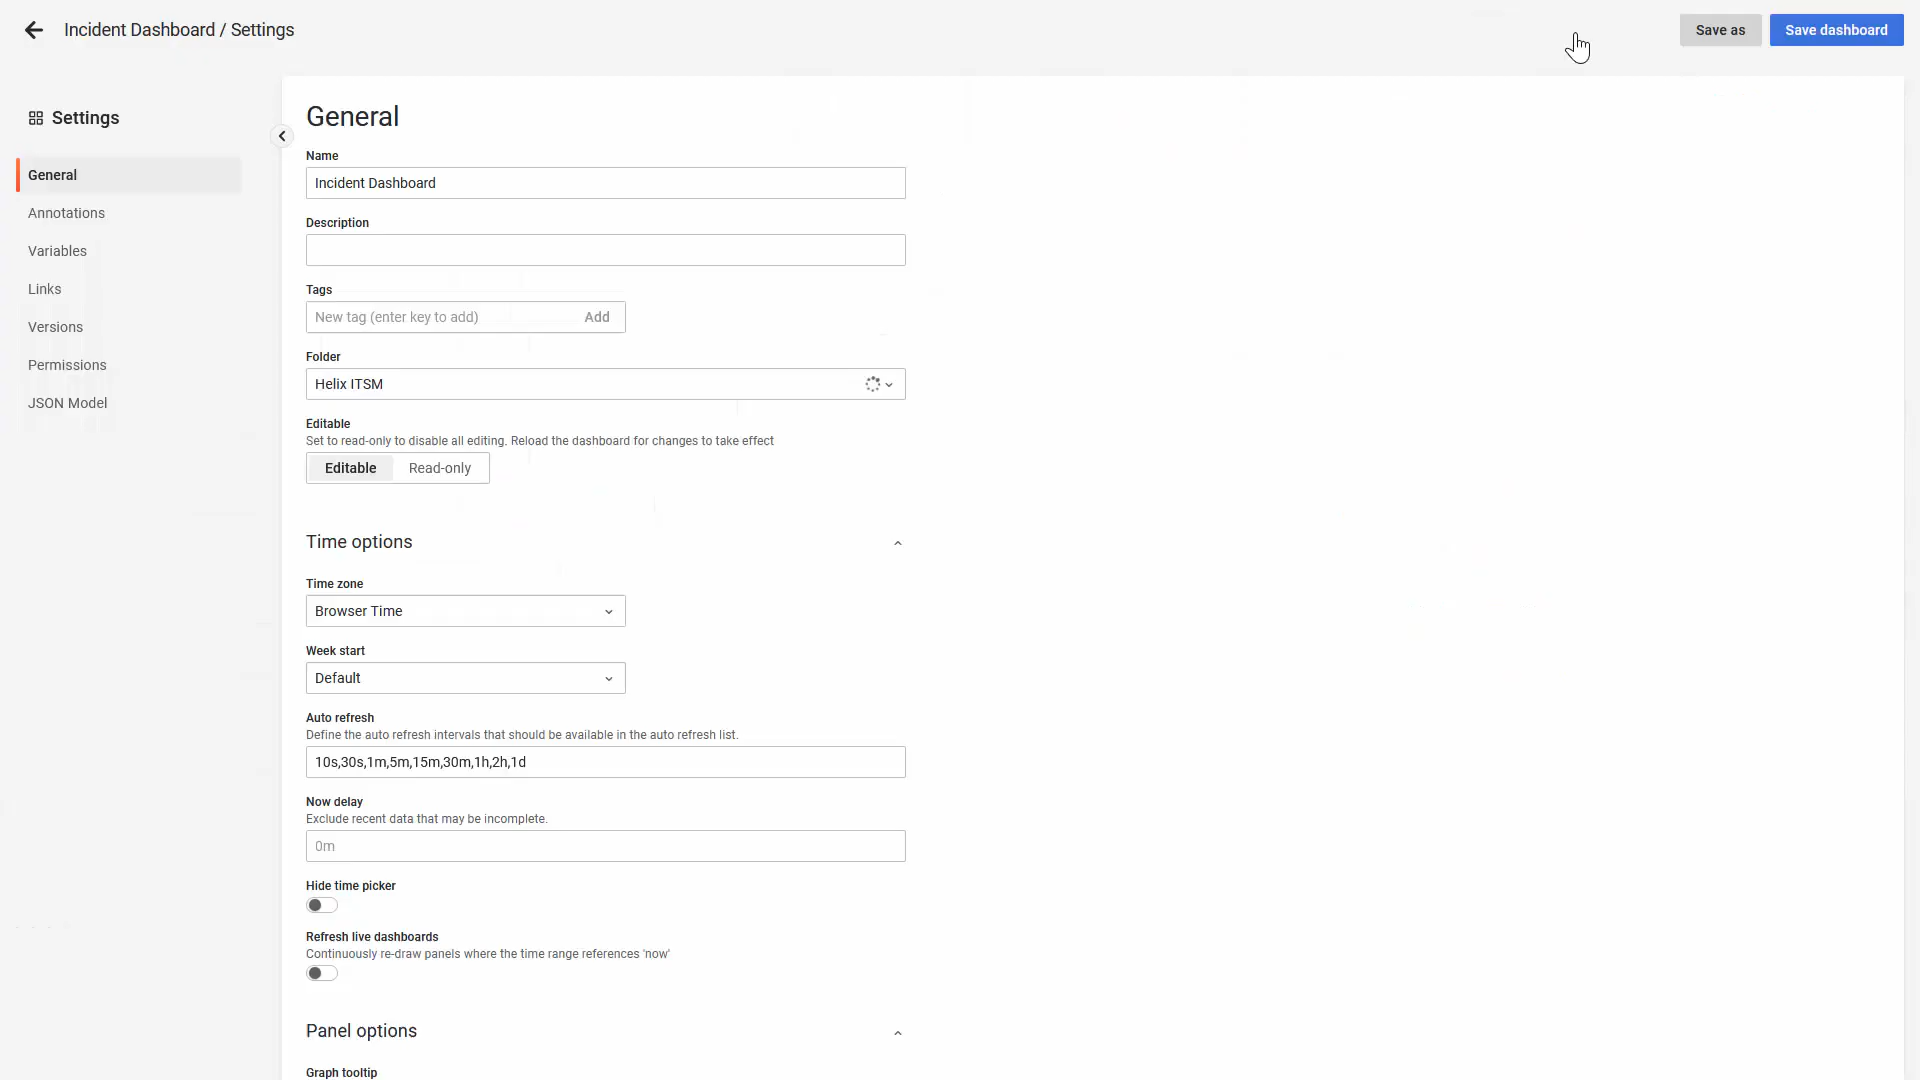 Incident Dashboard / Settings
Save as
Save dashboard
Settings
General
Annotations
Variables
Links
Versions
Permissions
JSON Model
General
Name
Incident Dashboard
Description
Tags
New tag (enter key to add)
Add
Folder
Helix ITSM
Editable
Set to read-only to disable all editing. Reload the dashboard for changes to take effect
Editable
Read-only
Time options
Time zone
Browser Time
Week start
Default
Auto refresh
Define the auto refresh intervals that should be available in the auto refresh list.
10s,30s,1m,5m,15m,30m,1h,2h,1d
Now delay
Exclude recent data that may be incomplete.
0m
Hide time picker
Refresh live dashboards
Continuously re-draw panels where the time range references 'now'
Panel options
Graph tooltip